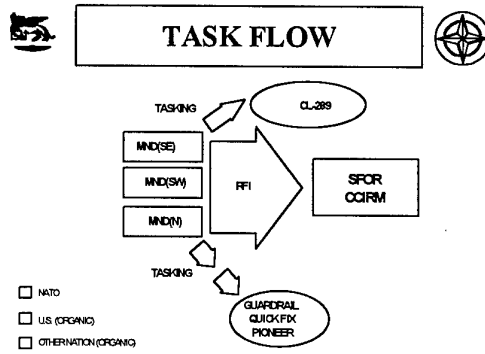 TASK FLOW
TASKING
CL-289
MND(SE)
MND(SW)
MND(N)
RFI
SFOR
CCIRM
TASKING
GUARDRAIL
QUICK FIX
PIONEER
NATO
U.S. (ORGANIC)
OTHER NATION (ORGANIC)